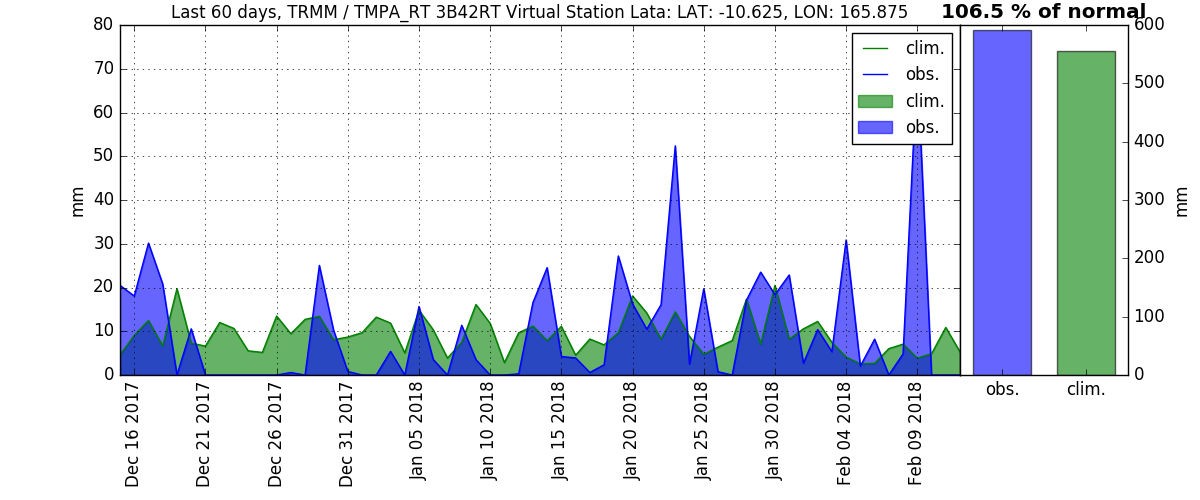 Last 60 days, TRMM / TMPA_RT 3B42RT Virtual Station Lata: LAT: -10.625, LON: 165.875
106.5 % of normal
80
70
60
50
40
30
20
10
0
mm
clim.
obs.
clim.
obs.
600
500
400
300
200
100
0
mm
Dec 16 2017
Dec 21 2017
Dec 26 2017
Dec 31 2017
Jan 05 2018
Jan 10 2018
Jan 15 2018
Jan 20 2018
Jan 25 2018
Jan 30 2018
Feb 04 2018
Feb 09 2018
obs.
clim.